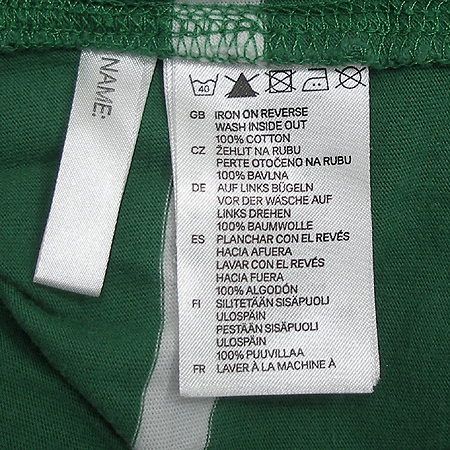 NAME:
40
GB IRON ON REVERSE
WASH INSIDE OUT
100% COTTON
CZ ŽEHLIT NA RUBU
PERTE OTOČENO NA RUBU
100% BAVLNA
DE AUF LINKS BÜGELN
VOR DER WÄSCHE AUF
LINKS DREHEN
100% BAUMWOLLE
ES PLANCHAR CON EL REVÉS
HACIA AFUERA
LAVAR CON EL REVÉS
HACIA FUERA
100% ALGODÓN
FI SILITETÄÄN SISÄPUOLI
ULOSPÄIN
PESTÄÄN SISÄPUOLI
ULOSPÄIN
100% PUUVILLAA
FR LAVER À LA MACHINE À